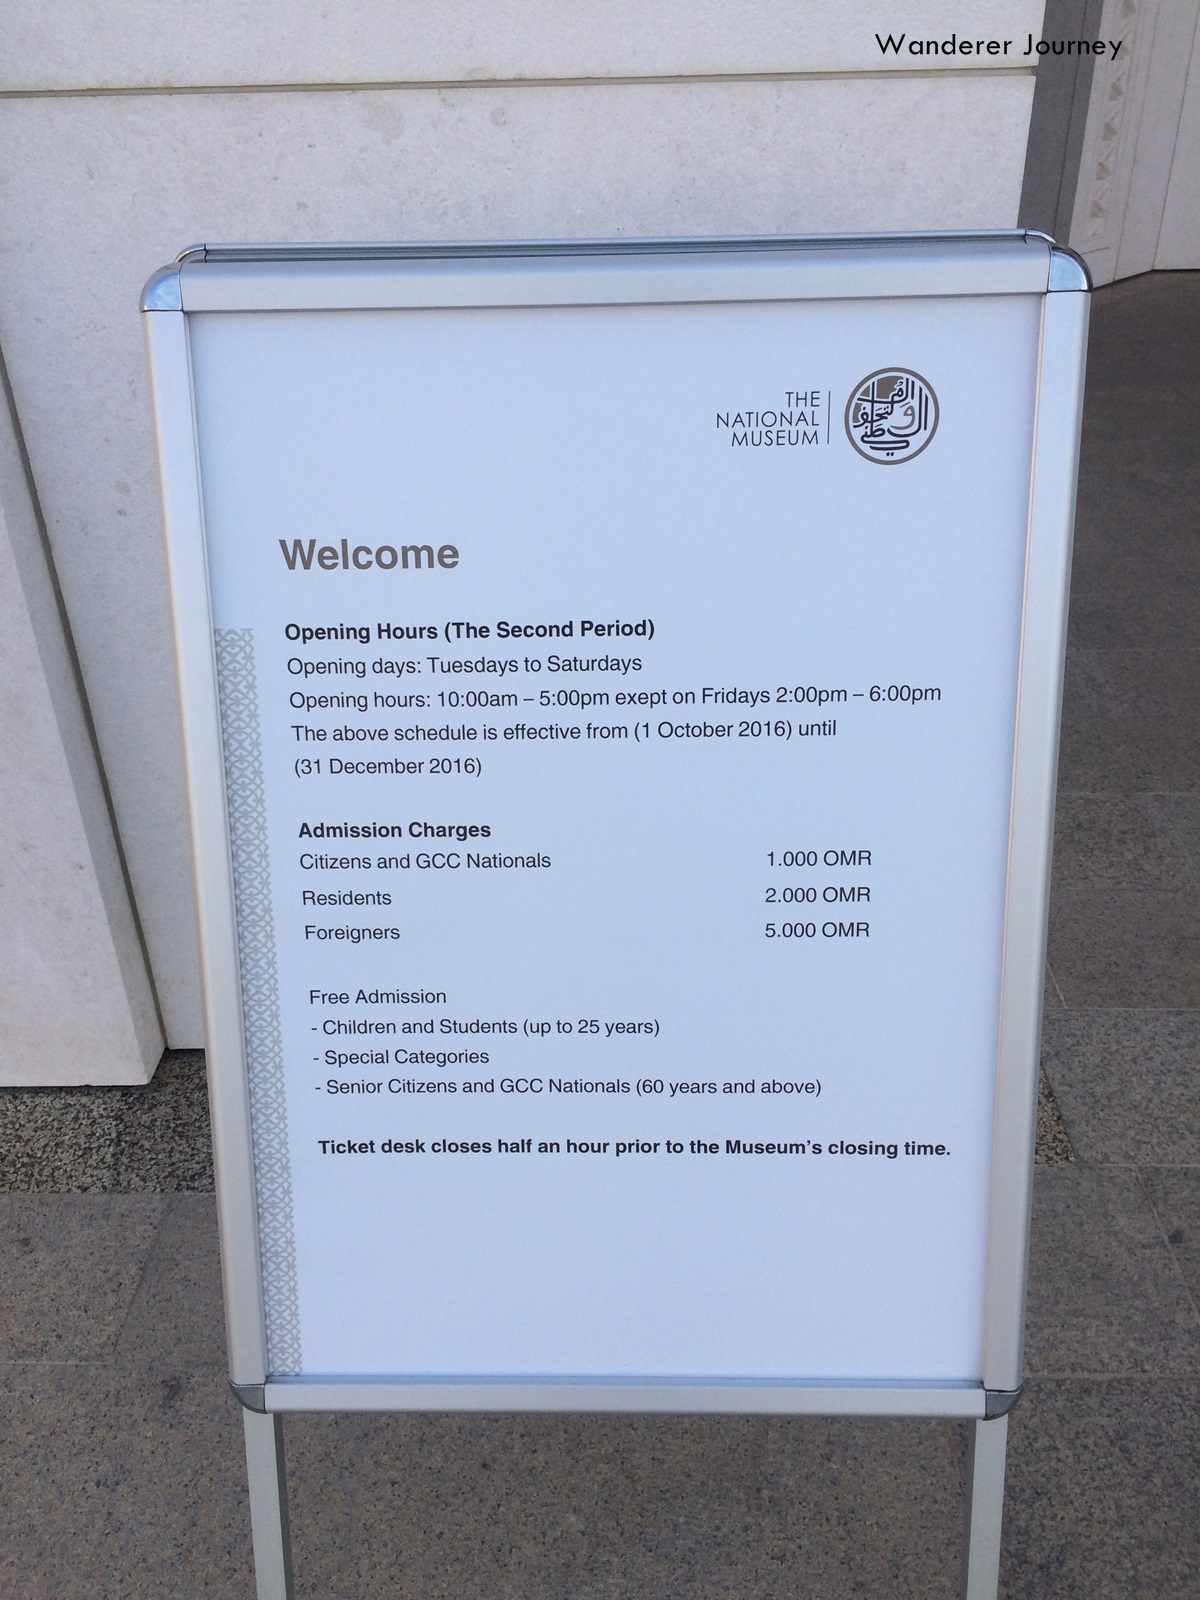 Wanderer Journey
THE
NATIONAL
MUSEUM
المتحف
الوطني
Welcome
Opening Hours (The Second Period)
Opening days: Tuesdays to Saturdays
Opening hours: 10:00am – 5:00pm exept on Fridays 2:00pm – 6:00pm
The above schedule is effective from (1 October 2016) until
(31 December 2016)
Admission Charges
Citizens and GCC Nationals 1.000 OMR
Residents 2.000 OMR
Foreigners 5.000 OMR
Free Admission
- Children and Students (up to 25 years)
- Special Categories
- Senior Citizens and GCC Nationals (60 years and above)
Ticket desk closes half an hour prior to the Museum's closing time.